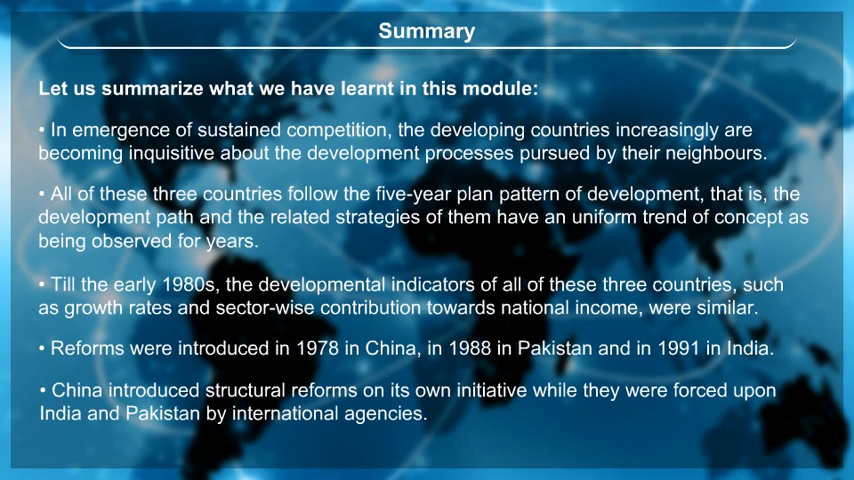 Summary
Let us summarize what we have learnt in this module:
• In emergence of sustained competition, the developing countries increasingly are
becoming inquisitive about the development processes pursued by their neighbours.
• All of these three countries follow the five-year plan pattern of development, that is, the
development path and the related strategies of them have an uniform trend of concept as
being observed for years.
• Till the early 1980s, the developmental indicators of all of these three countries, such
as growth rates and sector-wise contribution towards national income, were similar.
• Reforms were introduced in 1978 in China, in 1988 in Pakistan and in 1991 in India.
• China introduced structural reforms on its own initiative while they were forced upon
India and Pakistan by international agencies.